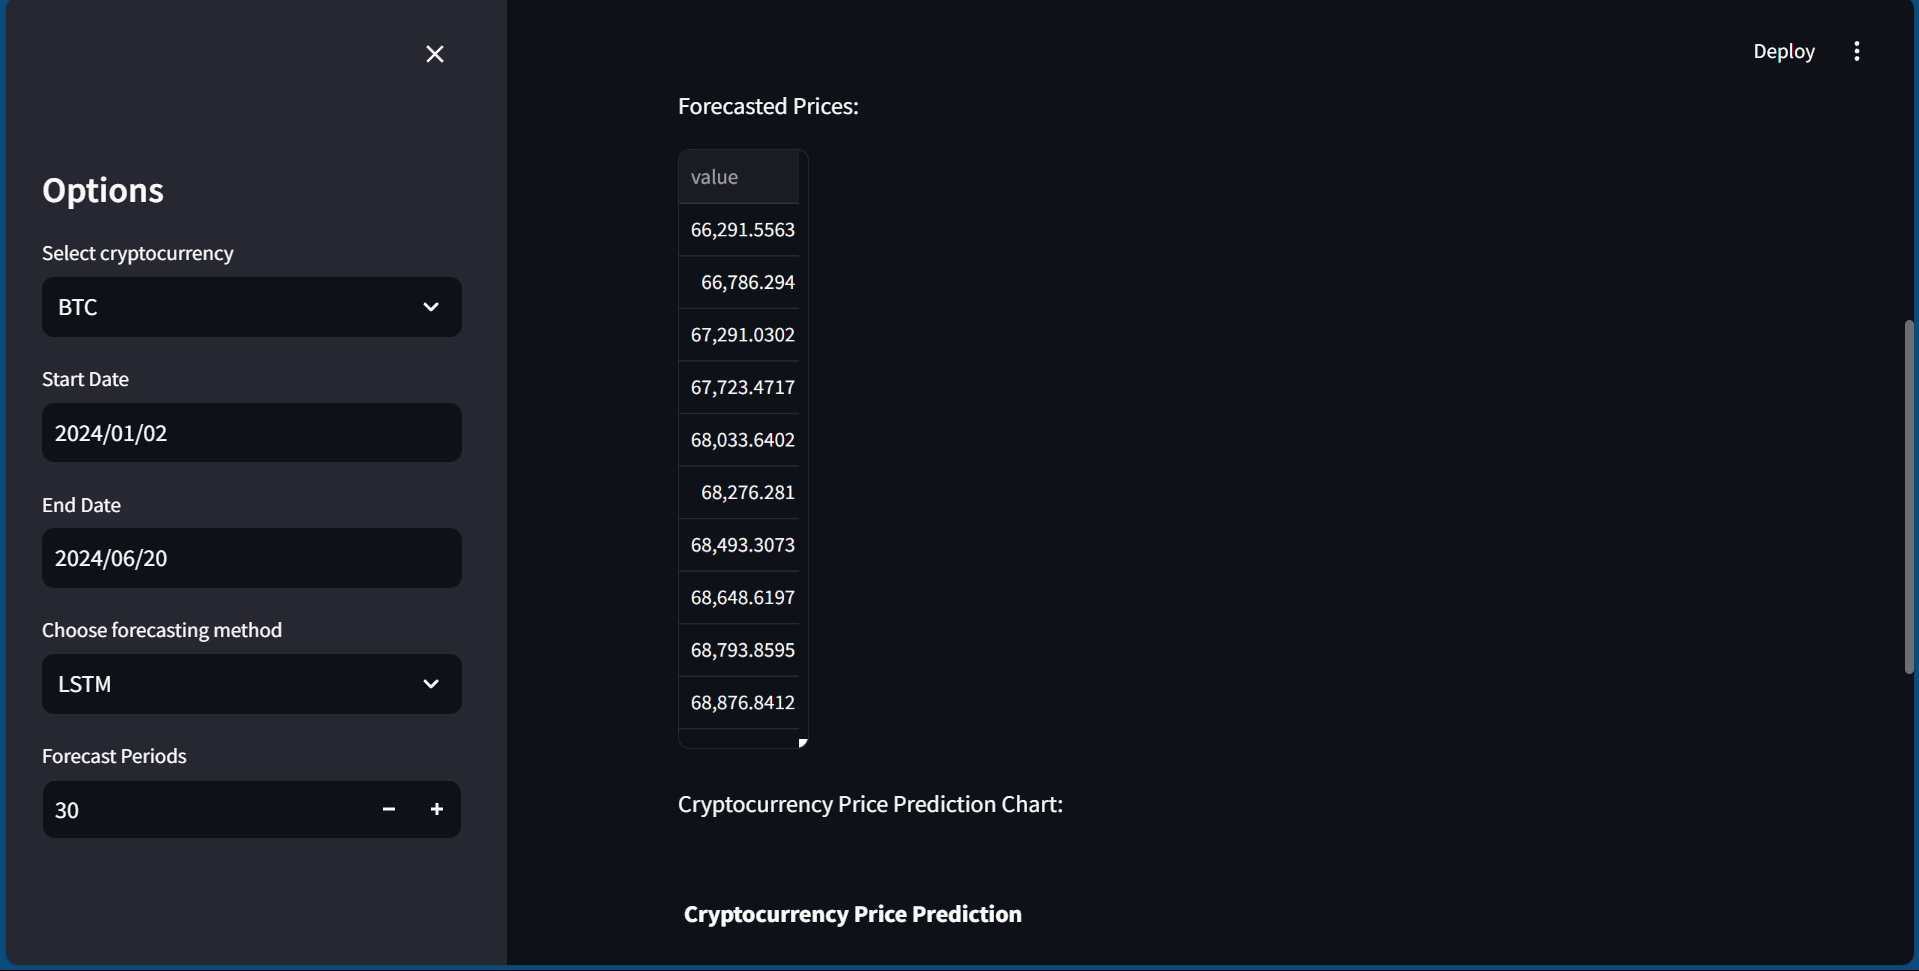 Options
Select cryptocurrency
BTC
Start Date
2024/01/02
End Date
2024/06/20
Choose forecasting method
LSTM
Forecast Periods
30
Deploy
Forecasted Prices:
value
66,291.5563
66,786.294
67,291.0302
67,723.4717
68,033.6402
68,276.281
68,493.3073
68,648.6197
68,793.8595
68,876.8412
Cryptocurrency Price Prediction Chart:
Cryptocurrency Price Prediction